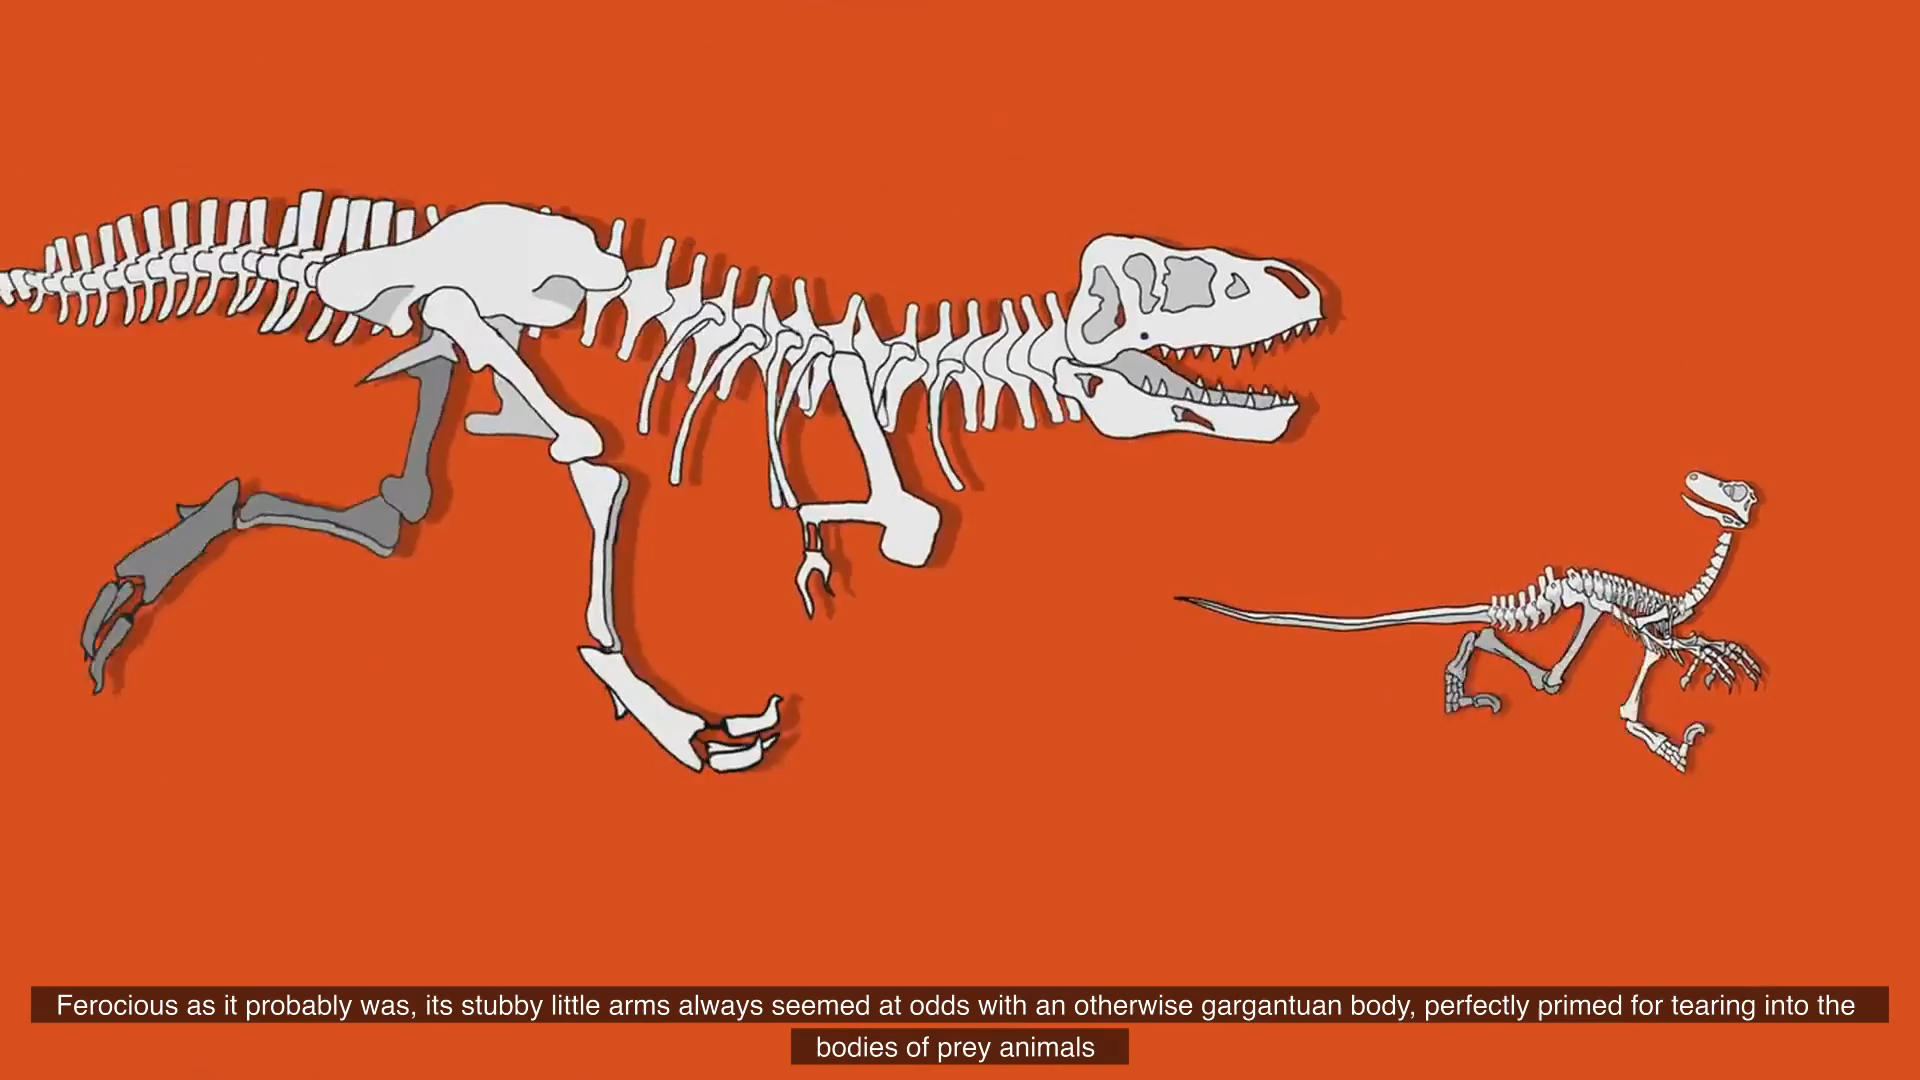 Ferocious as it probably was, its stubby little arms always seemed at odds with an otherwise gargantuan body, perfectly primed for tearing into the
bodies of prey animals